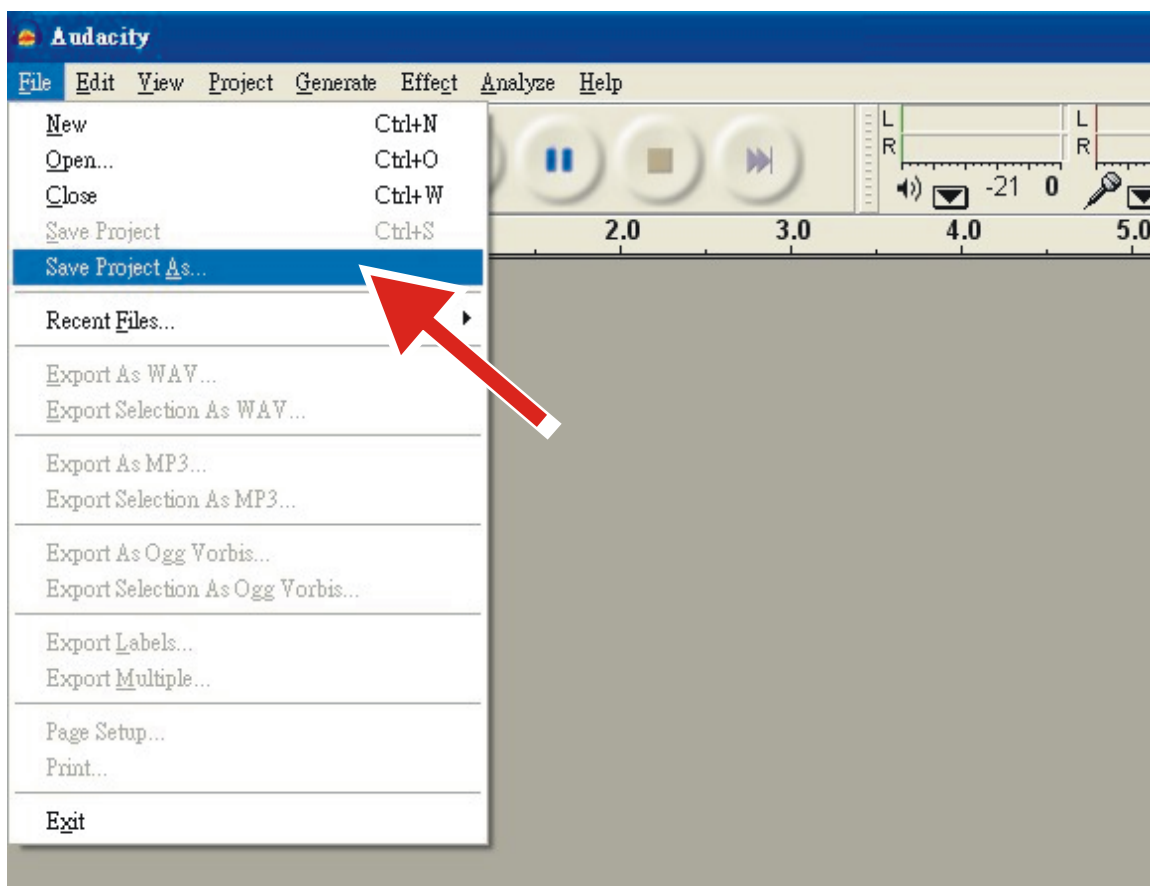 Audacity
File Edit View Project Generate Effect Analyze Help
New Ctrl+N
Open... Ctrl+O
Close Ctrl+W
Save Project Ctrl+S
Save Project As...
Recent Files...
Export As WAV...
Export Selection As WAV...
Export As MP3...
Export Selection As MP3...
Export As Ogg Vorbis...
Export Selection As Ogg Vorbis...
Export Labels...
Export Multiple...
Page Setup...
Print...
Exit
L L
R R
-21 0
2.0 3.0 4.0 5.0